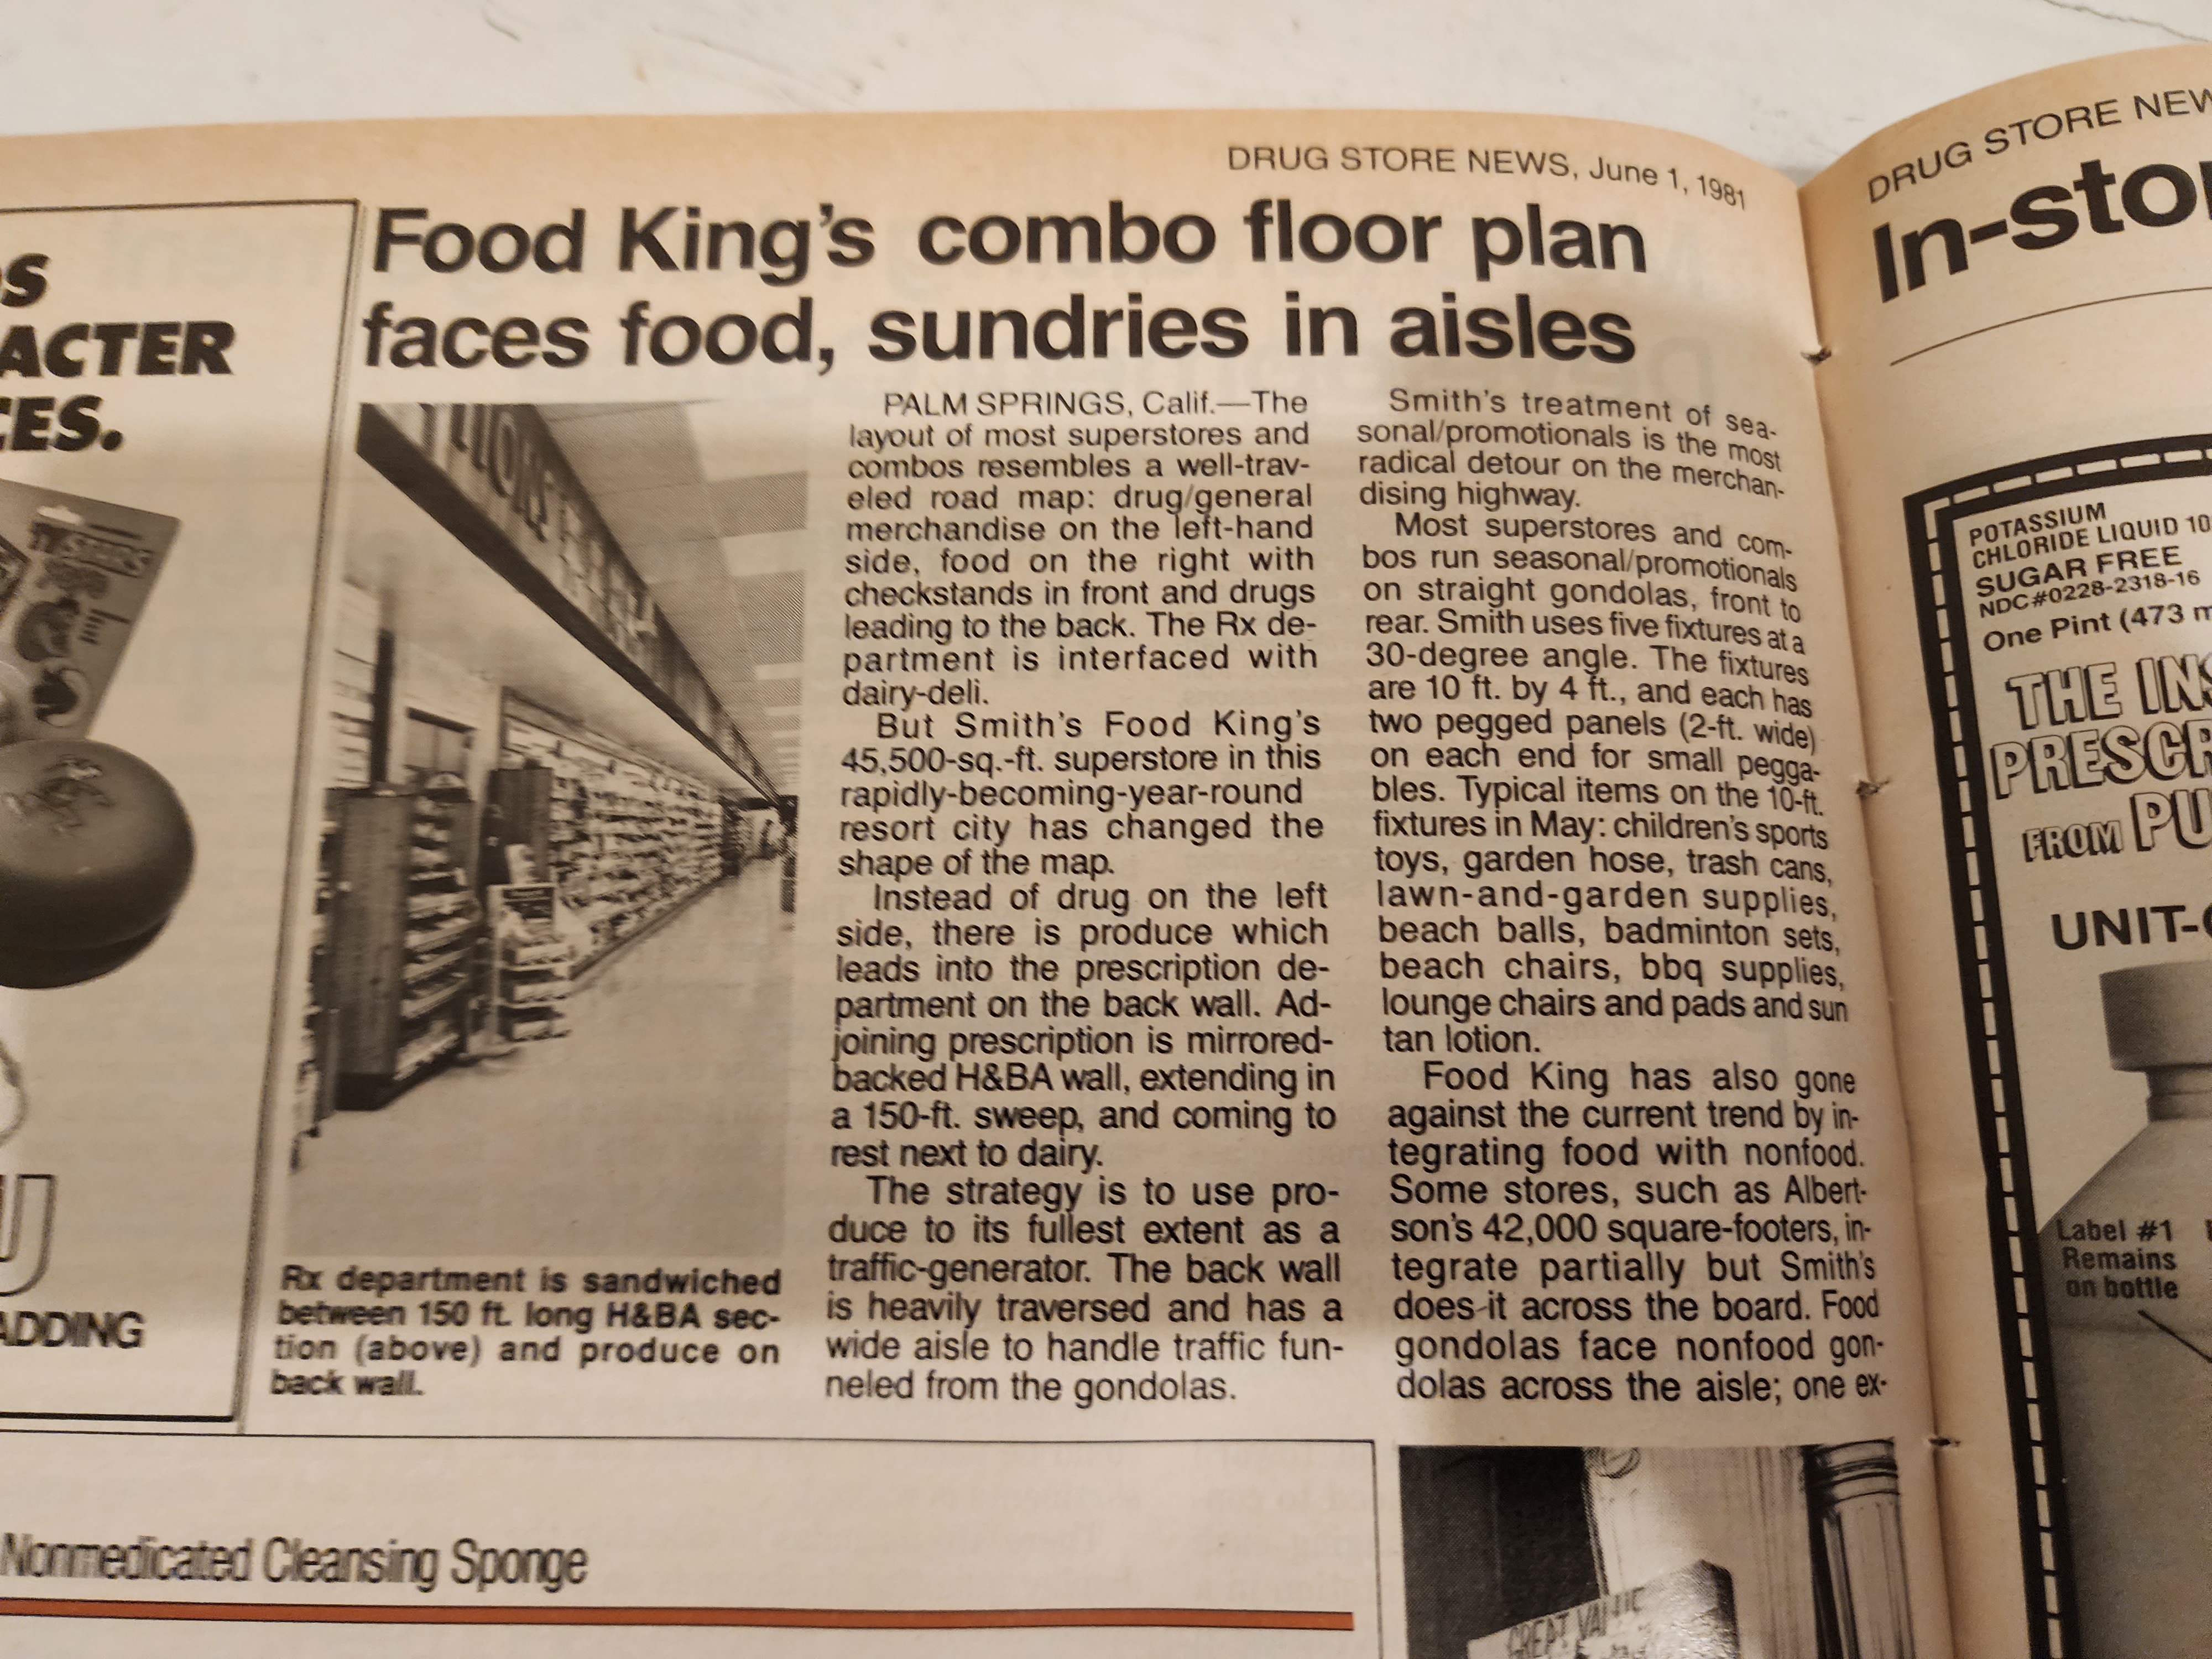 DRUG STORE NEWS, June 1, 1981
Food King's combo floor plan
faces food, sundries in aisles
PALM SPRINGS, Calif.—The
layout of most superstores and
combos resembles a well-trav-
eled road map: drug/general
merchandise on the left-hand
side, food on the right with
checkstands in front and drugs
leading to the back. The Rx de-
partment is interfaced with
dairy-deli.
But Smith's Food King's
45,500-sq.-ft. superstore in this
rapidly-becoming-year-round
resort city has changed the
shape of the map.
Instead of drug on the left
side, there is produce which
leads into the prescription de-
partment on the back wall. Ad-
joining prescription is mirrored-
backed H&BA wall, extending in
a 150-ft. sweep, and coming to
rest next to dairy.
The strategy is to use pro-
duce to its fullest extent as a
traffic-generator. The back wall
is heavily traversed and has a
wide aisle to handle traffic fun-
neled from the gondolas.
Smith's treatment of sea-
sonal/promotionals is the most
radical detour on the merchan-
dising highway.
Most superstores and com-
bos run seasonal/promotionals
on straight gondolas, front to
rear. Smith uses five fixtures at a
30-degree angle. The fixtures
are 10 ft. by 4 ft., and each has
two pegged panels (2-ft. wide)
on each end for small pegga-
bles. Typical items on the 10-ft.
fixtures in May: children's sports
toys, garden hose, trash cans,
lawn-and-garden supplies,
beach balls, badminton sets,
beach chairs, bbq supplies,
lounge chairs and pads and sun
tan lotion.
Food King has also gone
against the current trend by in-
tegrating food with nonfood.
Some stores, such as Albert-
son's 42,000 square-footers, in-
tegrate partially but Smith's
does it across the board. Food
gondolas face nonfood gon-
dolas across the aisle; one ex-
Rx department is sandwiched
between 150 ft. long H&BA sec-
tion (above) and produce on
back wall.
ACTER
CES.
TV STARS
ADDING
Nonmedicated Cleansing Sponge
GREAT VALUE
DRUG STORE NEW
In-stor
POTASSIUM
CHLORIDE LIQUID 10
SUGAR FREE
NDC#0228-2318-16
One Pint (473 m
THE INS
PRESCR
FROM PU
UNIT-
Label #1
Remains
on bottle